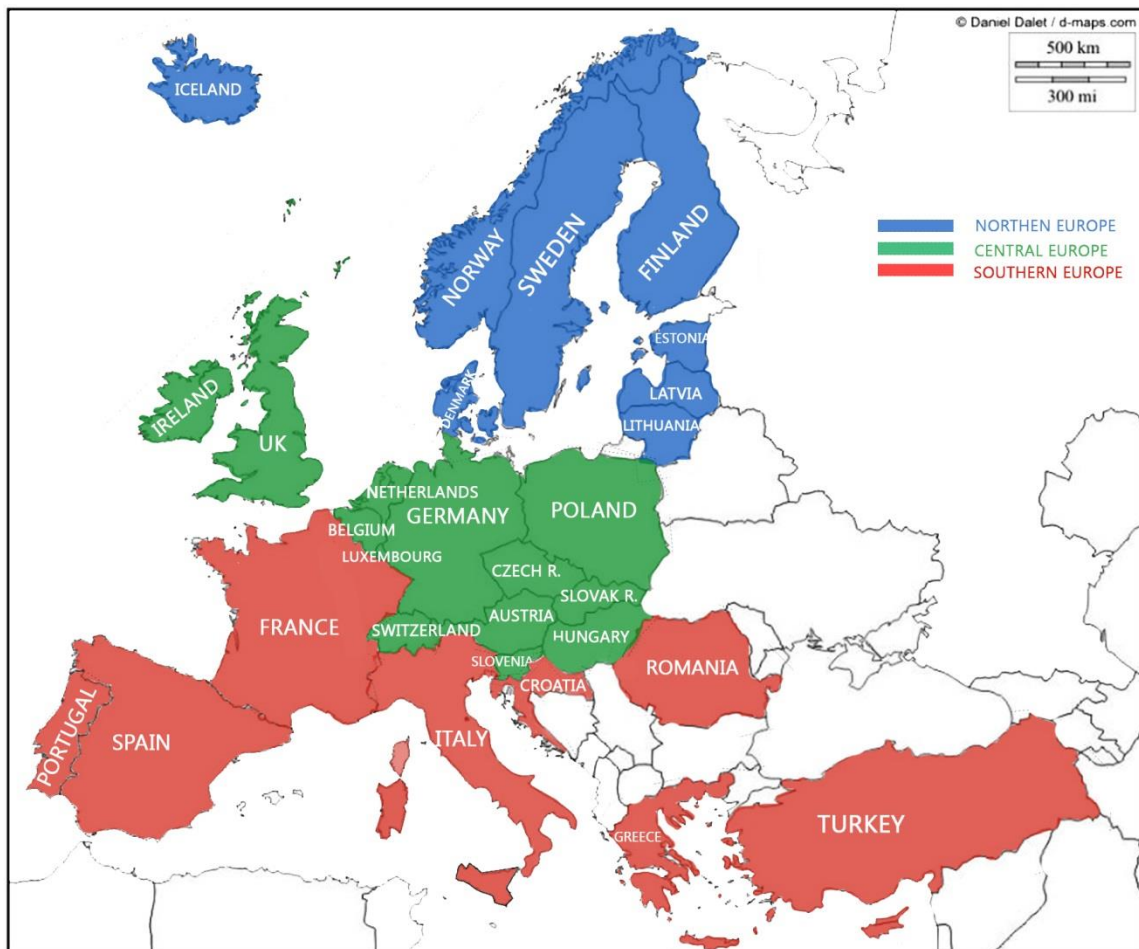 © Daniel Dalet / d-maps.com
500 km
300 mi
ICELAND
NORTHEN EUROPE
CENTRAL EUROPE
SOUTHERN EUROPE
NORWAY
SWEDEN
FINLAND
ESTONIA
LATVIA
LITHUANIA
DENMARK
IRELAND
UK
NETHERLANDS
GERMANY
POLAND
BELGIUM
LUXEMBOURG
CZECH R.
SLOVAK R.
AUSTRIA
HUNGARY
SWITZERLAND
FRANCE
SLOVENIA
CROATIA
ROMANIA
PORTUGAL
SPAIN
ITALY
GREECE
TURKEY